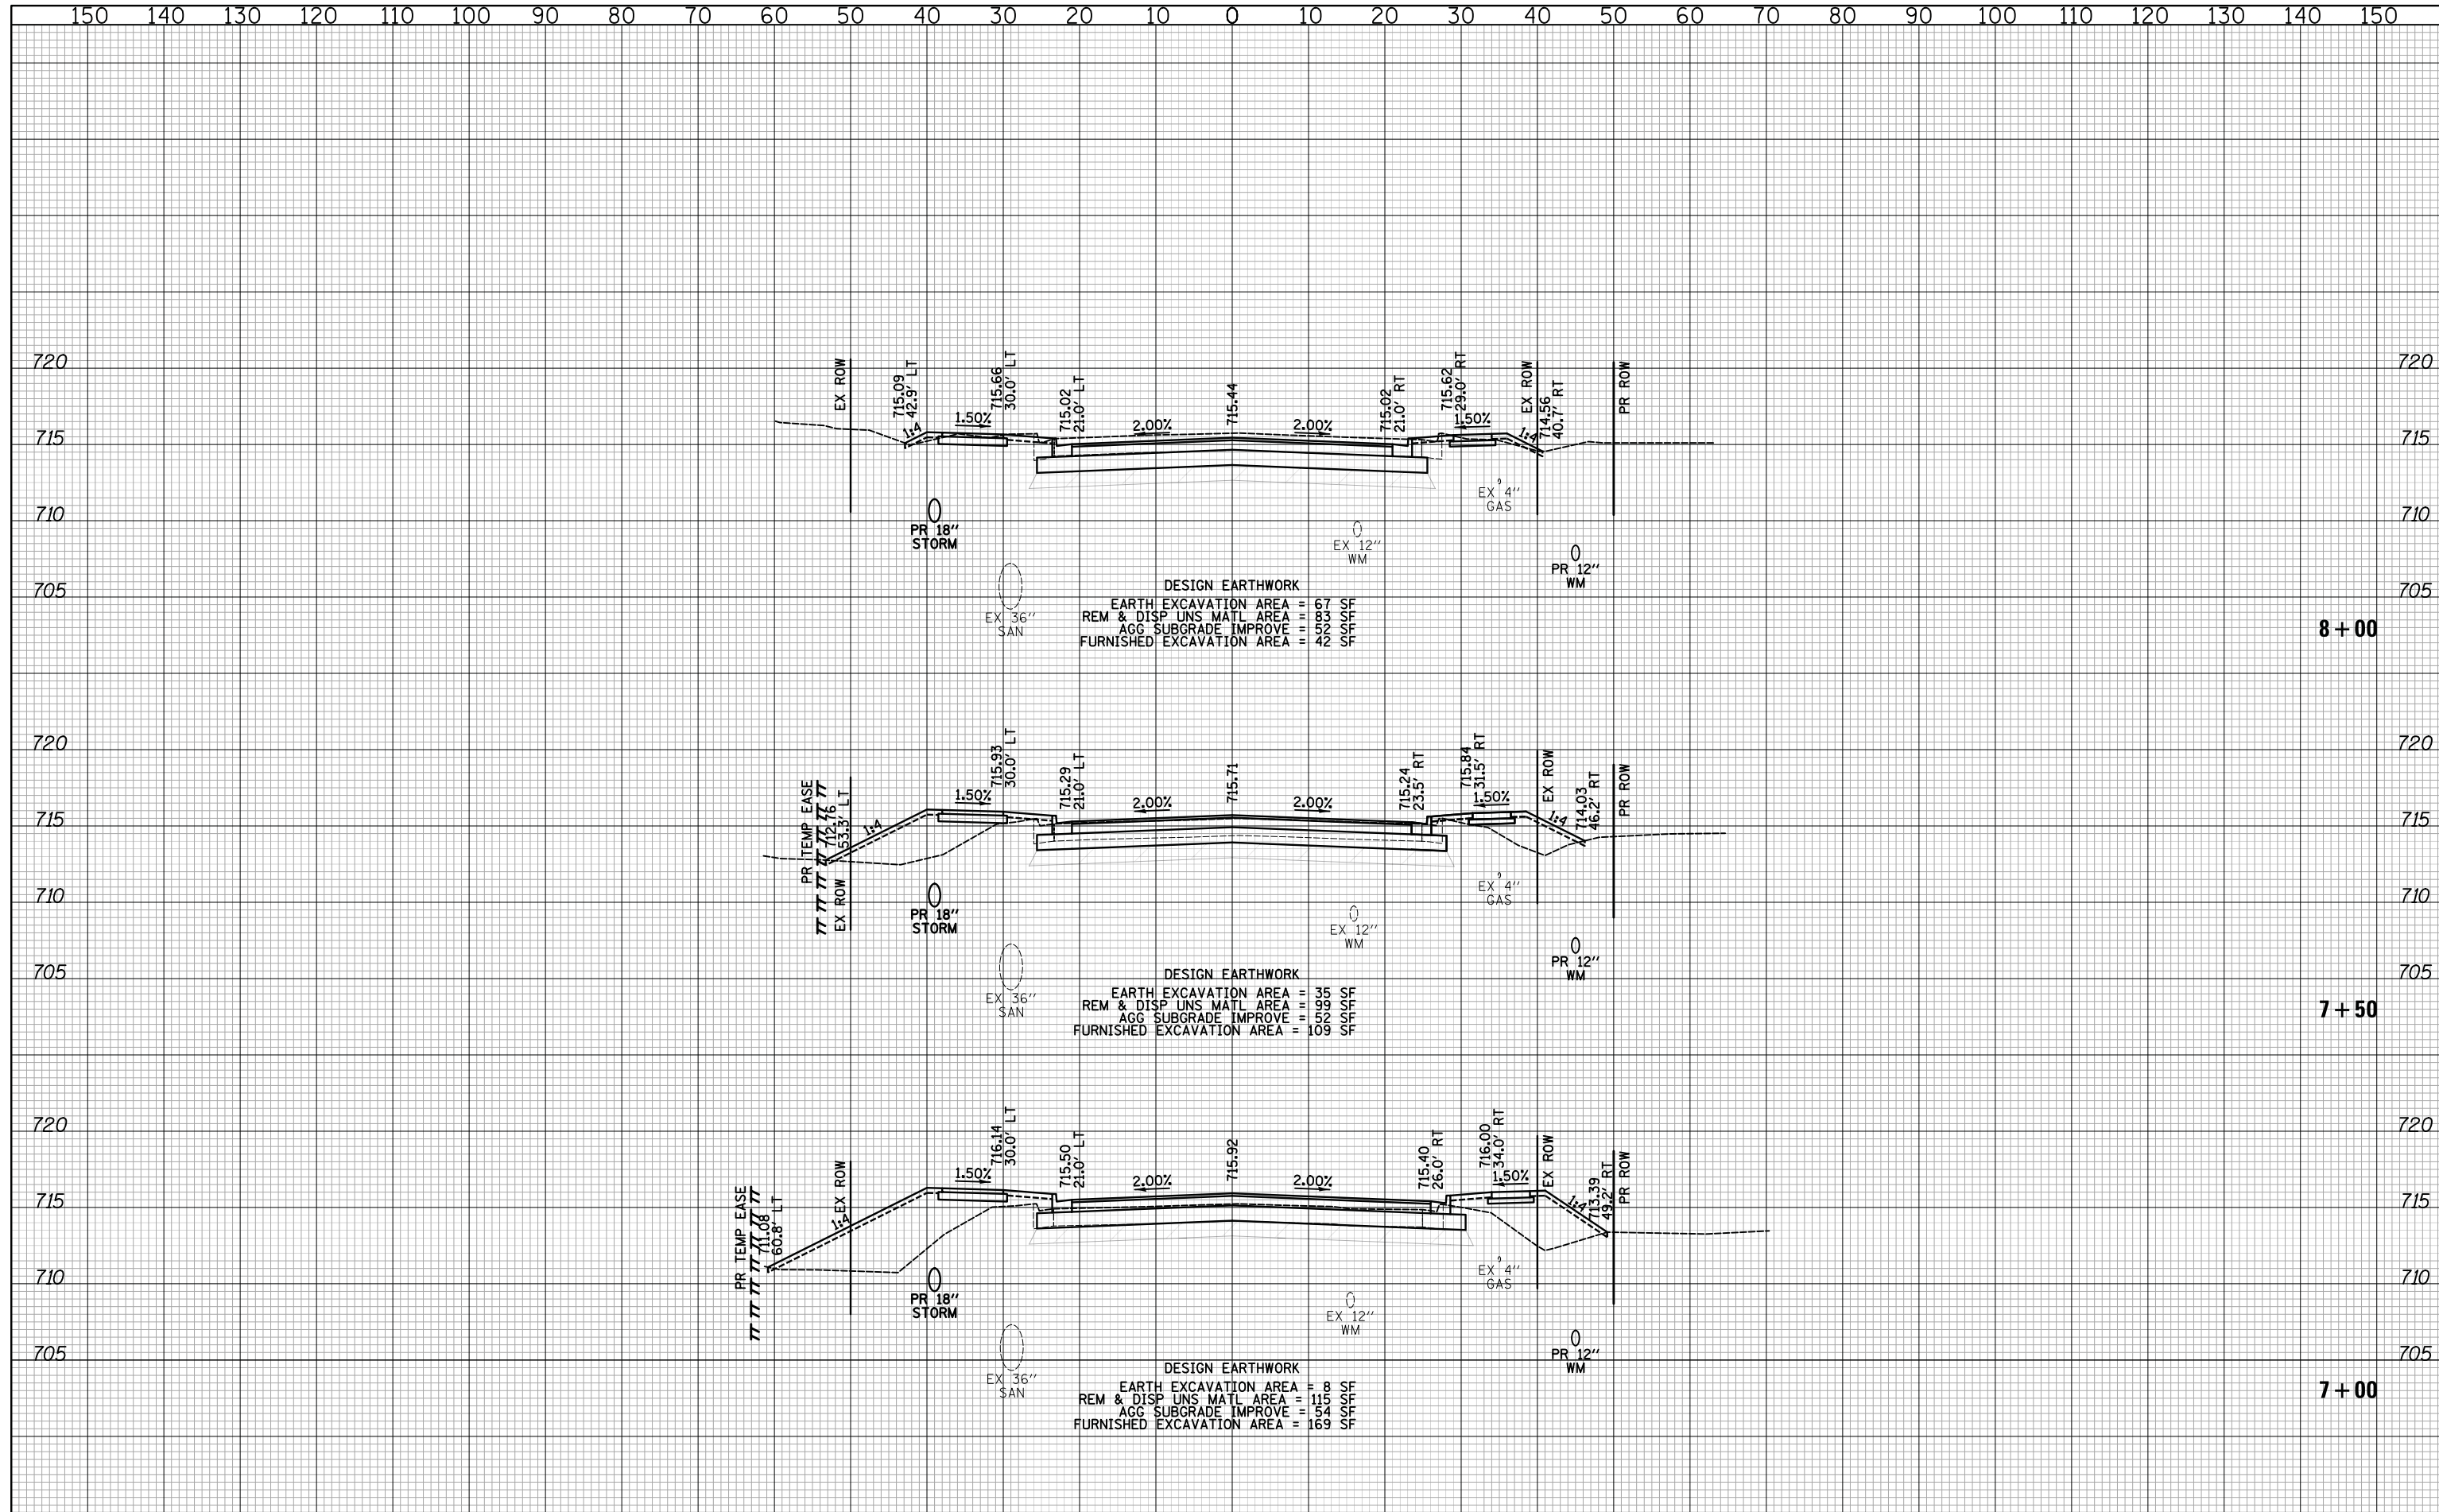 150 140 130 120 110 100 90 80 70 60 50 40 30 20 10 0 10 20 30 40 50 60 70 80 90 100 110 120 130 140 150
720 720
EX ROW
715.09
42.9' LT
1:4
1.50%
715.66
30.0' LT
715.02
21.0' LT
2.00%
715.44
2.00%
715.02
21.0' RT
715.62
29.0' RT
1.50%
1:4
EX ROW
714.56
40.7' RT
PR ROW
715 715
710 710
PR 18''
STORM
EX 12''
WM
EX 4''
GAS
PR 12''
WM
705 705
EX 36''
SAN
DESIGN EARTHWORK
EARTH EXCAVATION AREA = 67 SF
REM & DISP UNS MATL AREA = 83 SF
AGG SUBGRADE IMPROVE = 52 SF
FURNISHED EXCAVATION AREA = 42 SF
8+00
720 720
PR TEMP EASE
712.76
53.3' LT
EX ROW
1:4
1.50%
715.93
30.0' LT
715.29
21.0' LT
2.00%
715.71
2.00%
715.24
23.5' RT
715.84
31.5' RT
1.50%
1:4
EX ROW
714.03
46.2' RT
PR ROW
715 715
710 710
PR 18''
STORM
EX 12''
WM
EX 4''
GAS
PR 12''
WM
705 705
EX 36''
SAN
DESIGN EARTHWORK
EARTH EXCAVATION AREA = 35 SF
REM & DISP UNS MATL AREA = 99 SF
AGG SUBGRADE IMPROVE = 52 SF
FURNISHED EXCAVATION AREA = 109 SF
7+50
720 720
PR TEMP EASE
711.08
60.8' LT
EX ROW
1:4
1.50%
716.14
30.0' LT
715.50
21.0' LT
2.00%
715.92
2.00%
715.40
26.0' RT
716.00
34.0' RT
1.50%
1:4
EX ROW
713.39
49.2' RT
PR ROW
715 715
710 710
PR 18''
STORM
EX 12''
WM
EX 4''
GAS
PR 12''
WM
705 705
EX 36''
SAN
DESIGN EARTHWORK
EARTH EXCAVATION AREA = 8 SF
REM & DISP UNS MATL AREA = 115 SF
AGG SUBGRADE IMPROVE = 54 SF
FURNISHED EXCAVATION AREA = 169 SF
7+00